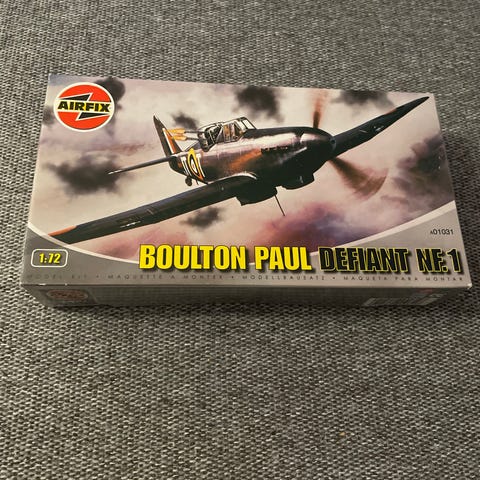 AIRFIX
A01031
1:72
BOULTON PAUL DEFIANT NF.1
MODEL KIT • MAQUETTE A MONTER • MODELLBAUSATZ • MAQUETA PARA MONTAR